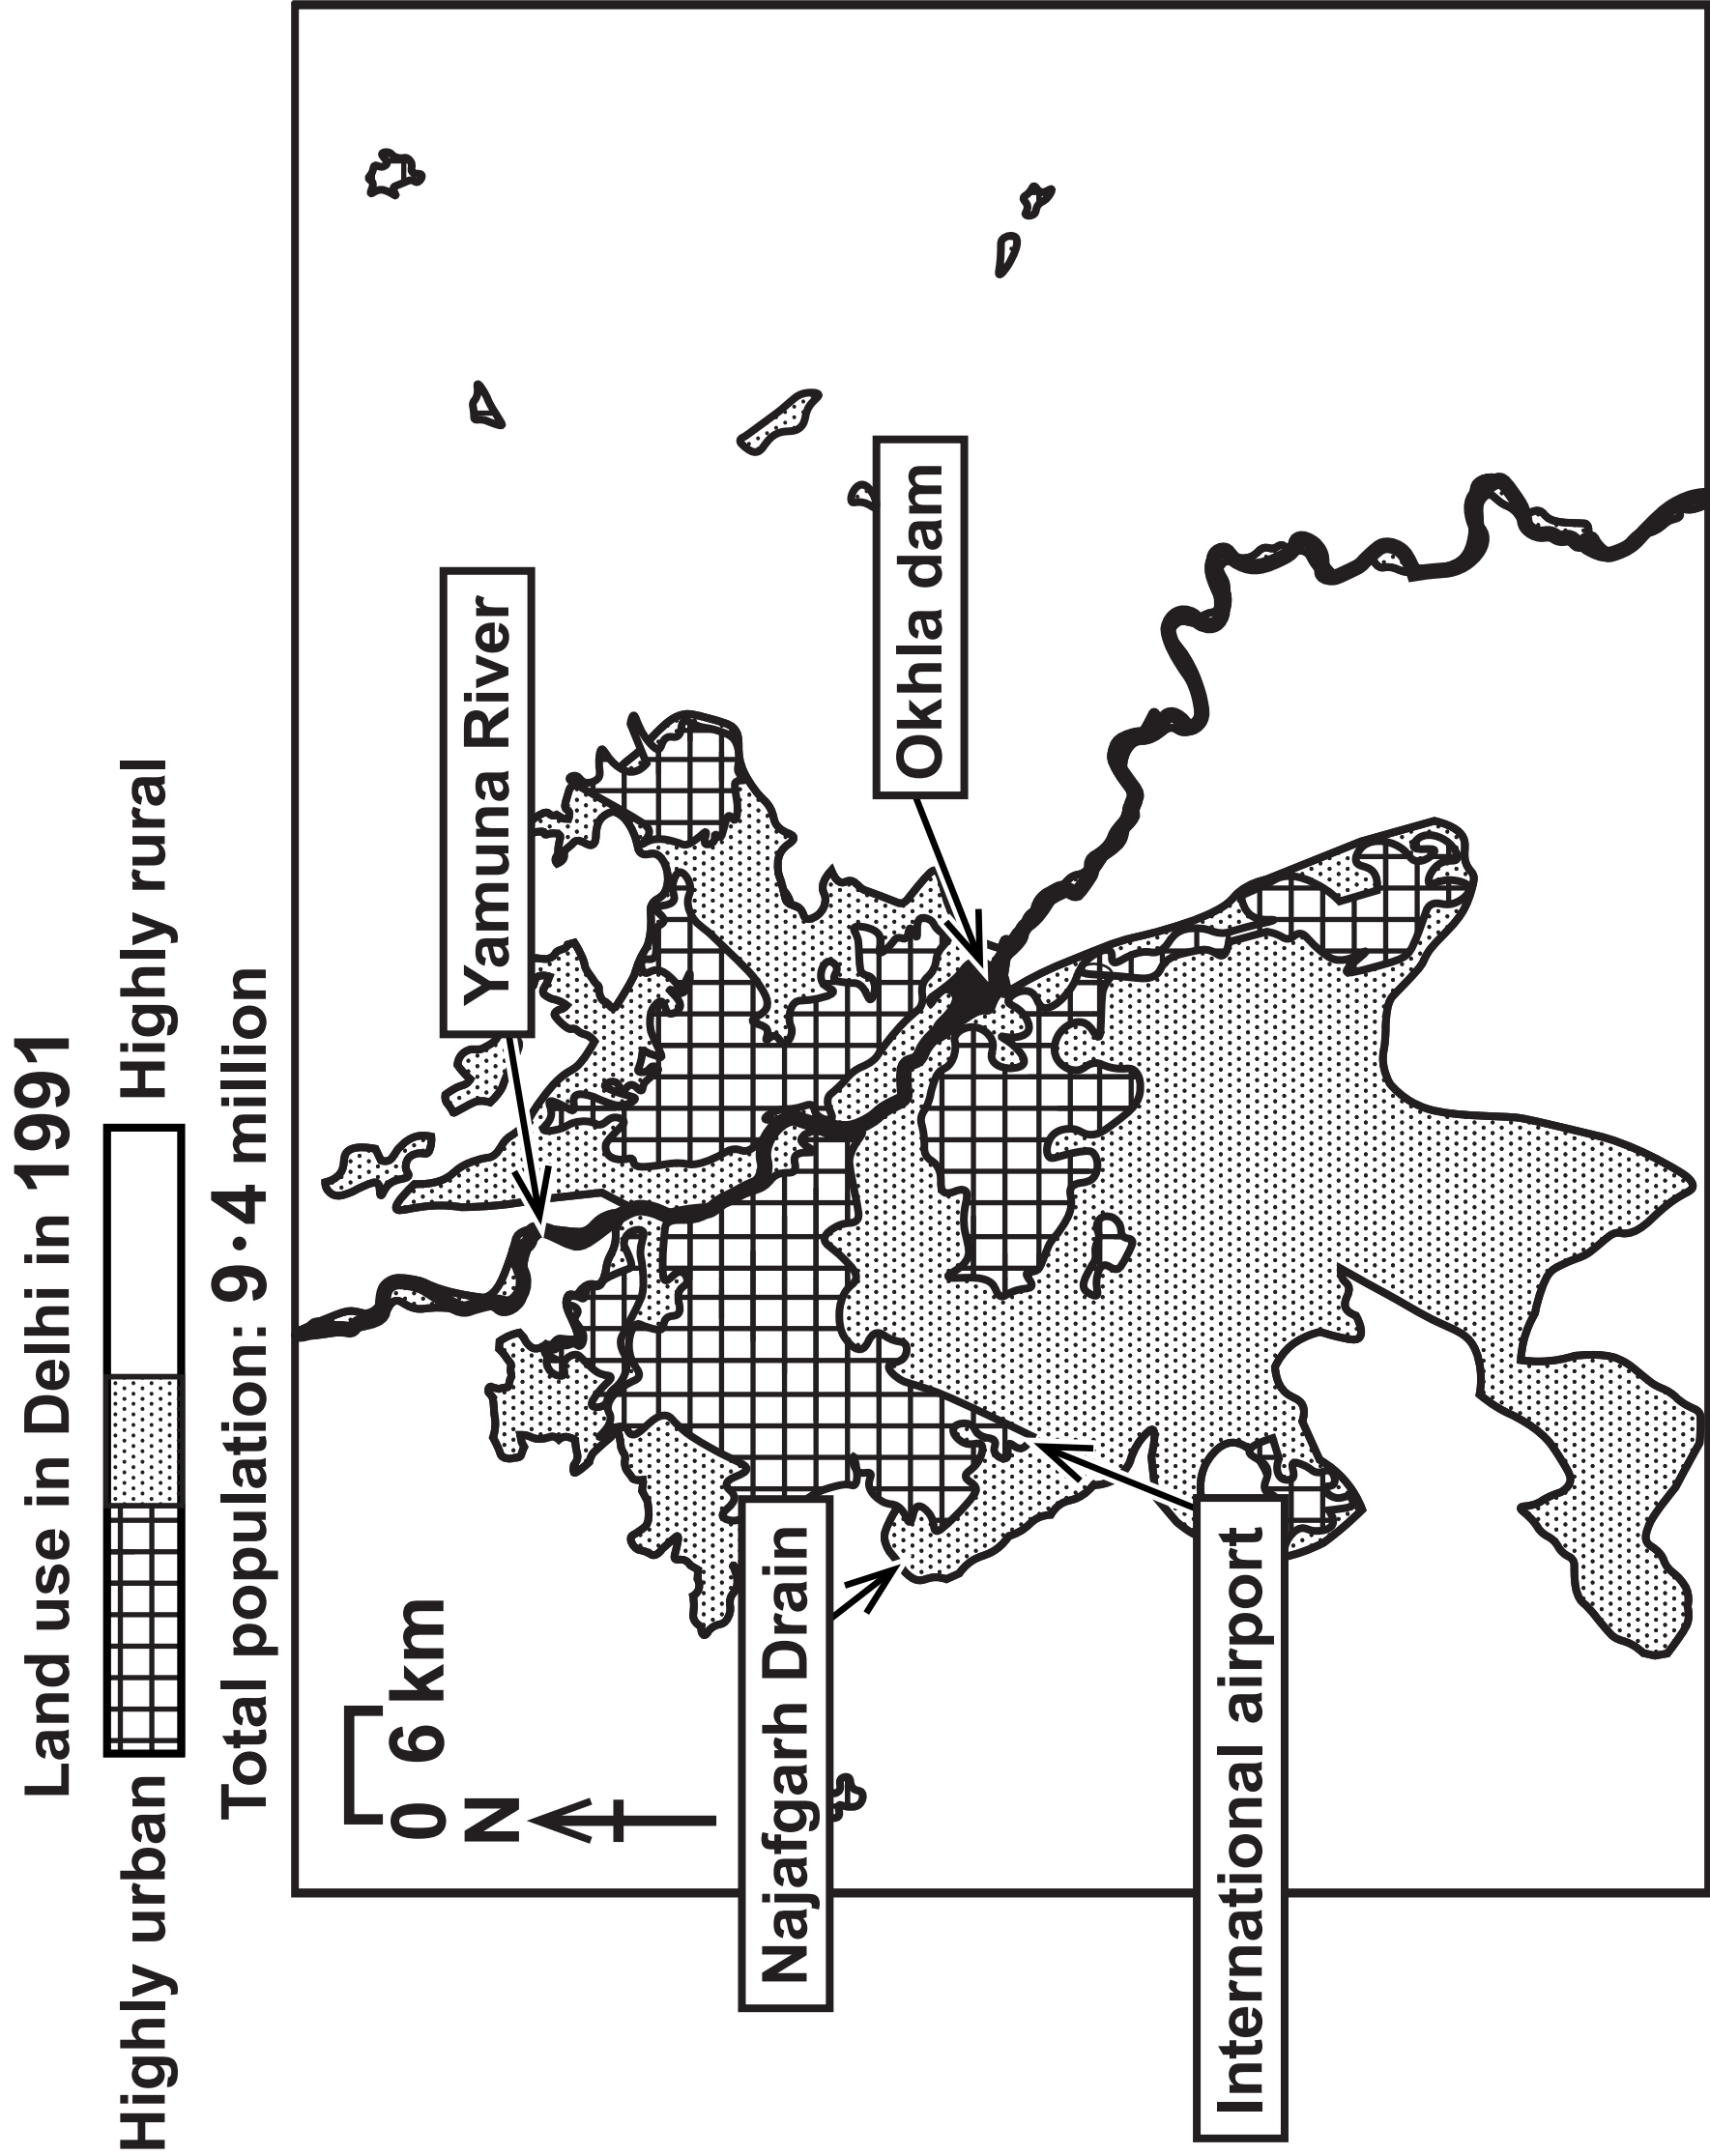 Land use in Delhi in 1991
Highly urban
Highly rural
Total population: 9·4 million
0 6 km
N
Yamuna River
Okhla dam
Najafgarh Drain
International airport